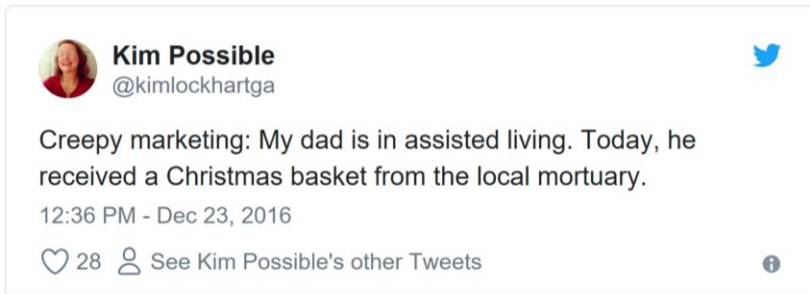 Kim Possible
@kimlockhartga
Creepy marketing: My dad is in assisted living. Today, he
received a Christmas basket from the local mortuary.
12:36 PM - Dec 23, 2016
28 See Kim Possible's other Tweets